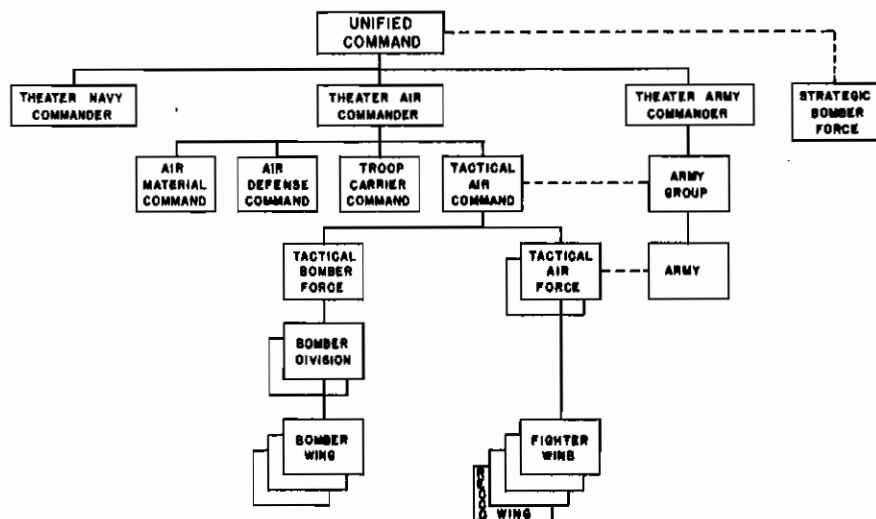 UNIFIED
COMMAND
THEATER NAVY
COMMANDER
THEATER AIR
COMMANDER
THEATER ARMY
COMMANDER
STRATEGIC
BOMBER
FORCE
AIR
MATERIAL
COMMAND
AIR
DEFENSE
COMMAND
TROOP
CARRIER
COMMAND
TACTICAL
AIR
COMMAND
ARMY
GROUP
TACTICAL
BOMBER
FORCE
TACTICAL
AIR
FORCE
ARMY
BOMBER
DIVISION
BOMBER
WING
FIGHTER
WING
WING